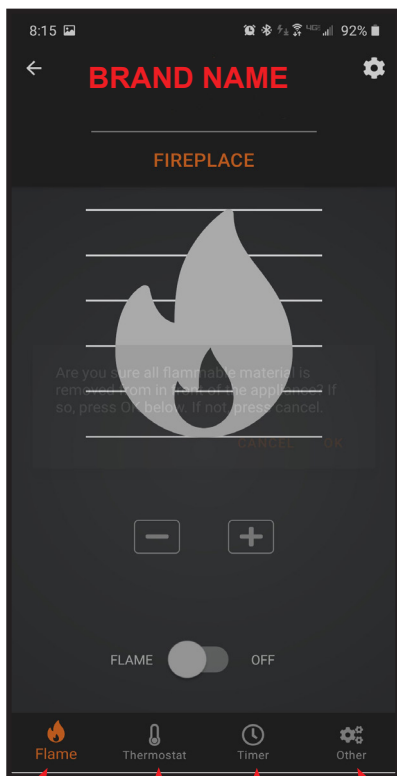 8:15 4GE 92%
BRAND NAME
FIREPLACE
Are you sure all flammable material is
removed from in front of the appliance? If
so, press OK below. If not, press cancel.
CANCEL OK
FLAME OFF
Flame Thermostat Timer Other